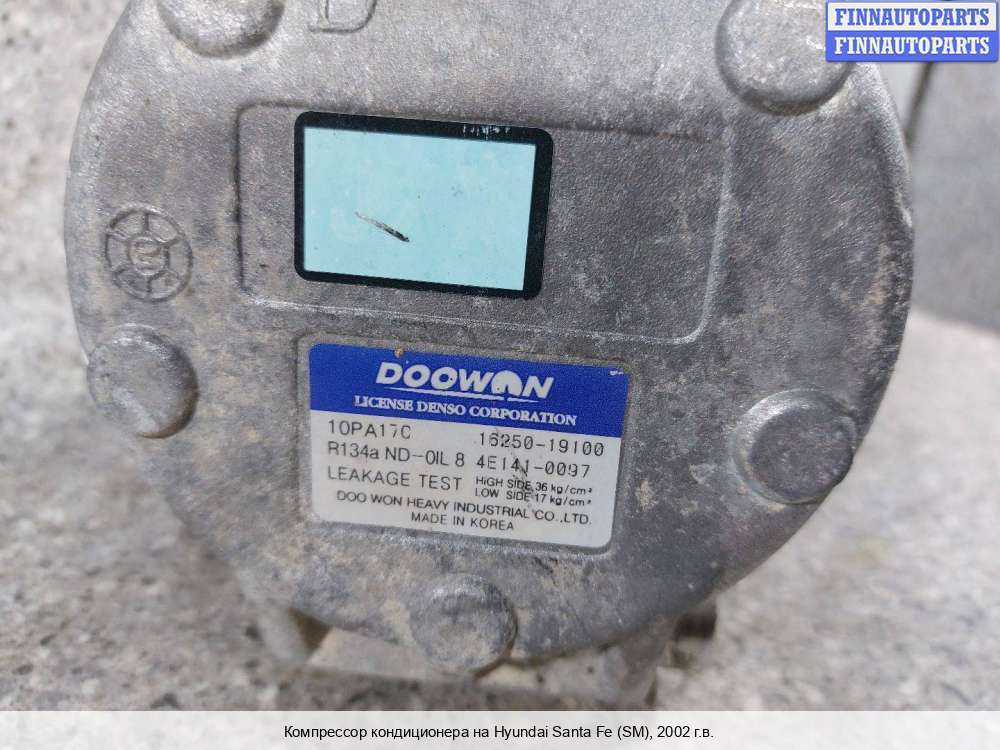 FINNAUTOPARTS
FINNAUTOPARTS
DOOWON
LICENSE DENSO CORPORATION
10PA17C 16250-19100
R134a ND-OIL 8 4E141-0097
LEAKAGE TEST HIGH SIDE 36 kg/cm²
LOW SIDE 17 kg/cm²
DOO WON HEAVY INDUSTRIAL CO.,LTD.
MADE IN KOREA
Компрессор кондиционера на Hyundai Santa Fe (SM), 2002 г.в.